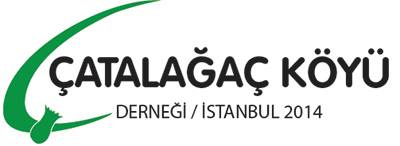 ÇATALAĞAÇ KÖYÜ
DERNEĞİ / İSTANBUL 2014